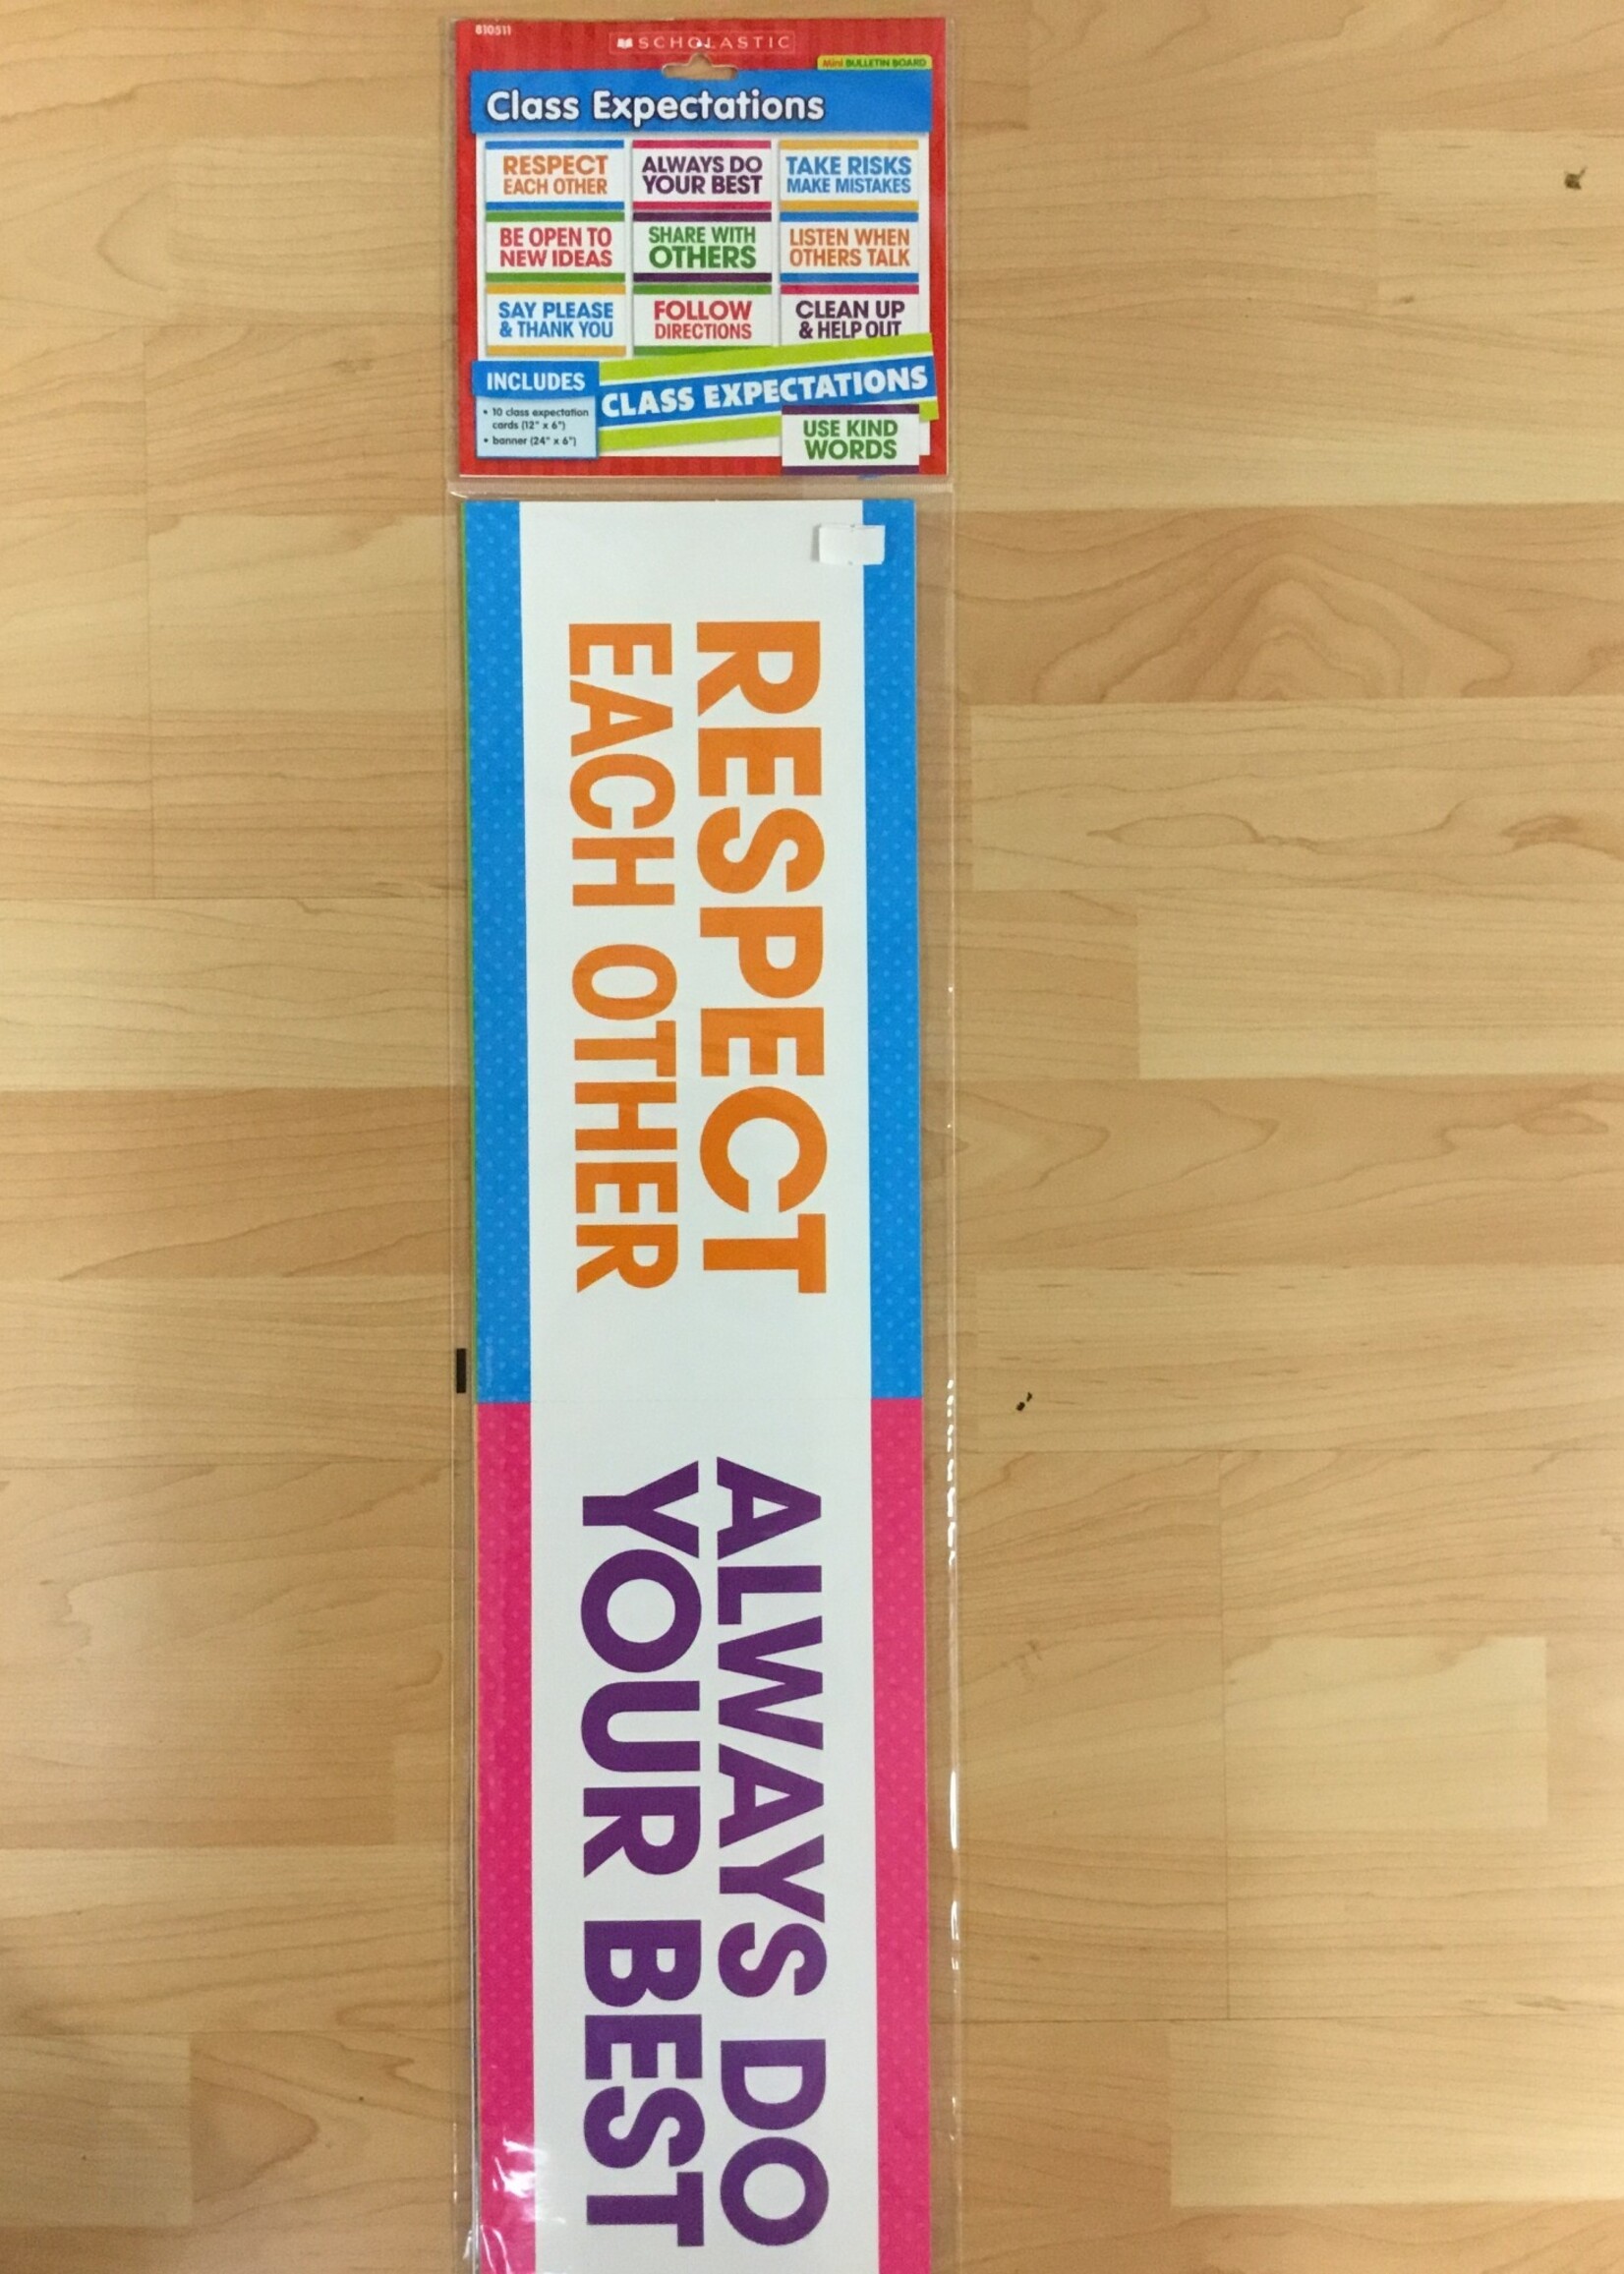 810511
SCHOLASTIC
Mini BULLETIN BOARD
Class Expectations
RESPECT
EACH OTHER
ALWAYS DO
YOUR BEST
TAKE RISKS
MAKE MISTAKES
BE OPEN TO
NEW IDEAS
SHARE WITH
OTHERS
LISTEN WHEN
OTHERS TALK
SAY PLEASE
& THANK YOU
FOLLOW
DIRECTIONS
CLEAN UP
& HELP OUT
INCLUDES
• 10 class expectation
cards (12" x 6")
• banner (24" x 6")
CLASS EXPECTATIONS
USE KIND
WORDS
RESPECT
EACH OTHER
ALWAYS DO
YOUR BEST